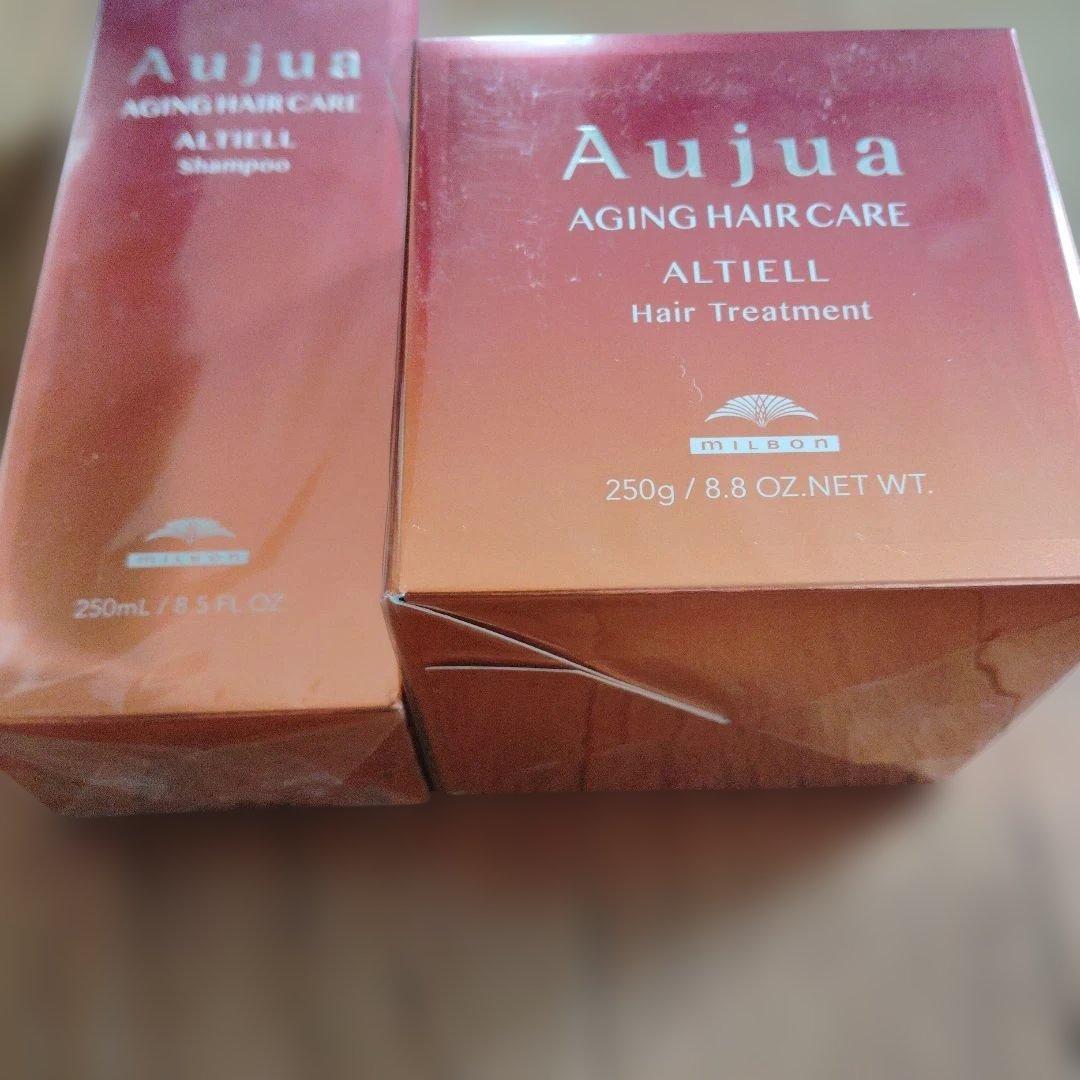 Aujua
AGING HAIR CARE
ALTIELL
Shampoo
milbon
250mL / 8.5 FL OZ
Aujua
AGING HAIR CARE
ALTIELL
Hair Treatment
milbon
250g / 8.8 OZ.NET WT.